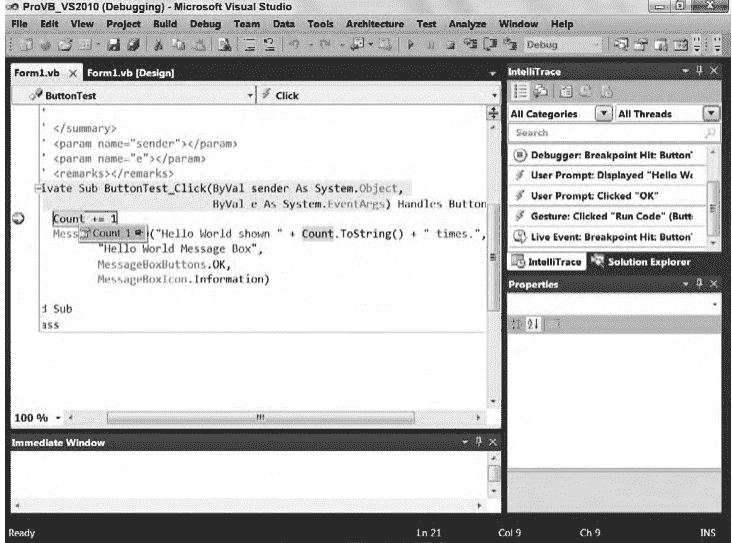 ProVB_VS2010 (Debugging) - Microsoft Visual Studio
File Edit View Project Build Debug Team Data Tools Architecture Test Analyze Window Help
Debug
Form1.vb Form1.vb [Design]
ButtonTest Click
'
' </summary>
' <param name="sender"></param>
' <param name="e"></param>
' <remarks></remarks>
ivate Sub ButtonTest_Click(ByVal sender As System.Object,
ByVal e As System.EventArgs) Handles Button
Count += 1
Mess Count 1 ("Hello World shown " + Count.ToString() + " times.",
"Hello World Message Box",
MessageBoxButtons.OK,
MessageBoxIcon.Information)
d Sub
ass
100 %
Immediate Window
IntelliTrace
All Categories All Threads
Search
Debugger: Breakpoint Hit: Button'
User Prompt: Displayed "Hello Wo
User Prompt: Clicked "OK"
Gesture: Clicked "Run Code" (Butt
Live Event: Breakpoint Hit: Button'
IntelliTrace Solution Explorer
Properties
Ready Ln 21 Col 9 Ch 9 INS